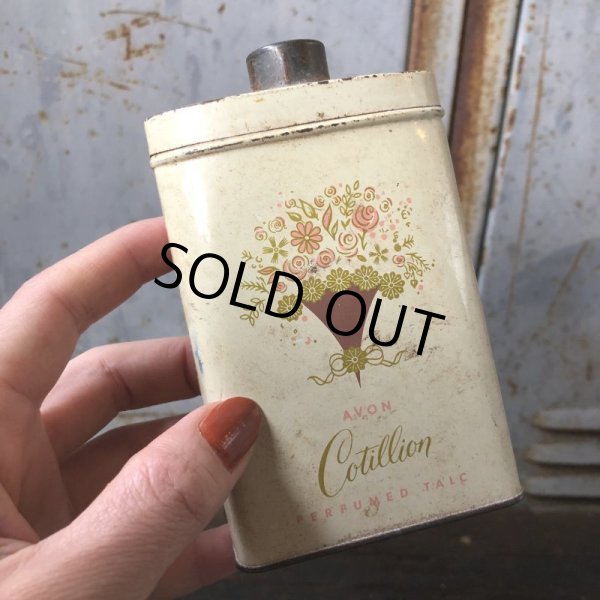 SOLD OUT
AVON
Cotillion
PERFUMED TALC